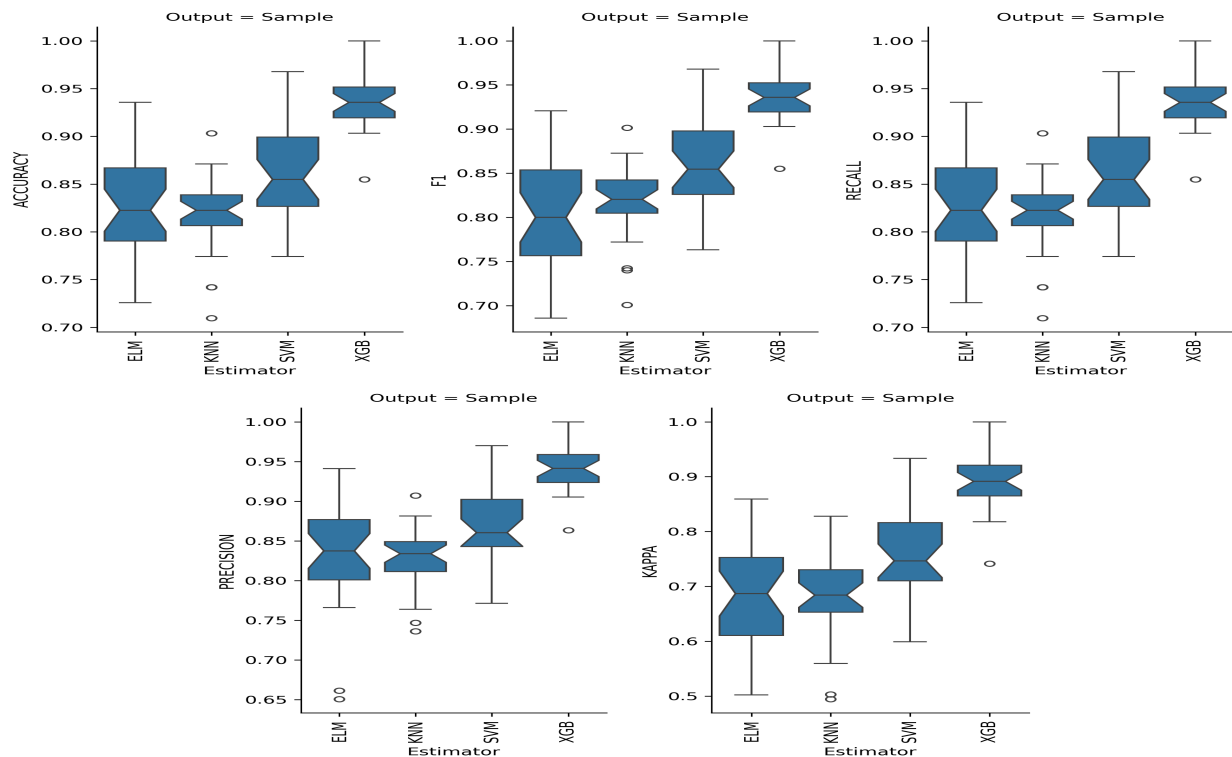 Output = Sample
1.00
0.95
0.90
0.85
0.80
0.75
0.70
ACCURACY
ELM
KNN
SVM
XGB
Estimator
Output = Sample
1.00
0.95
0.90
0.85
0.80
0.75
0.70
F1
ELM
KNN
SVM
XGB
Estimator
Output = Sample
1.00
0.95
0.90
0.85
0.80
0.75
0.70
RECALL
ELM
KNN
SVM
XGB
Estimator
Output = Sample
1.00
0.95
0.90
0.85
0.80
0.75
0.70
0.65
PRECISION
ELM
KNN
SVM
XGB
Estimator
Output = Sample
1.0
0.9
0.8
0.7
0.6
0.5
KAPPA
ELM
KNN
SVM
XGB
Estimator